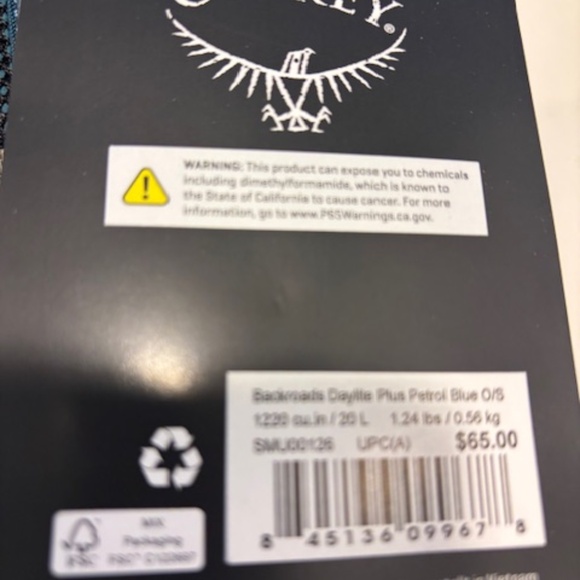 WARNING: This product can expose you to chemicals
including dimethylformamide, which is known to
the State of California to cause cancer. For more
information, go to www.P65Warnings.ca.gov.
Backroads Daylite Plus Petrol Blue O/S
1220 cu.in / 20 L 1.24 lbs / 0.56 kg
SMU00126 UPC(A) $65.00
8 45136 09967 8
MIX
Packaging
FSC